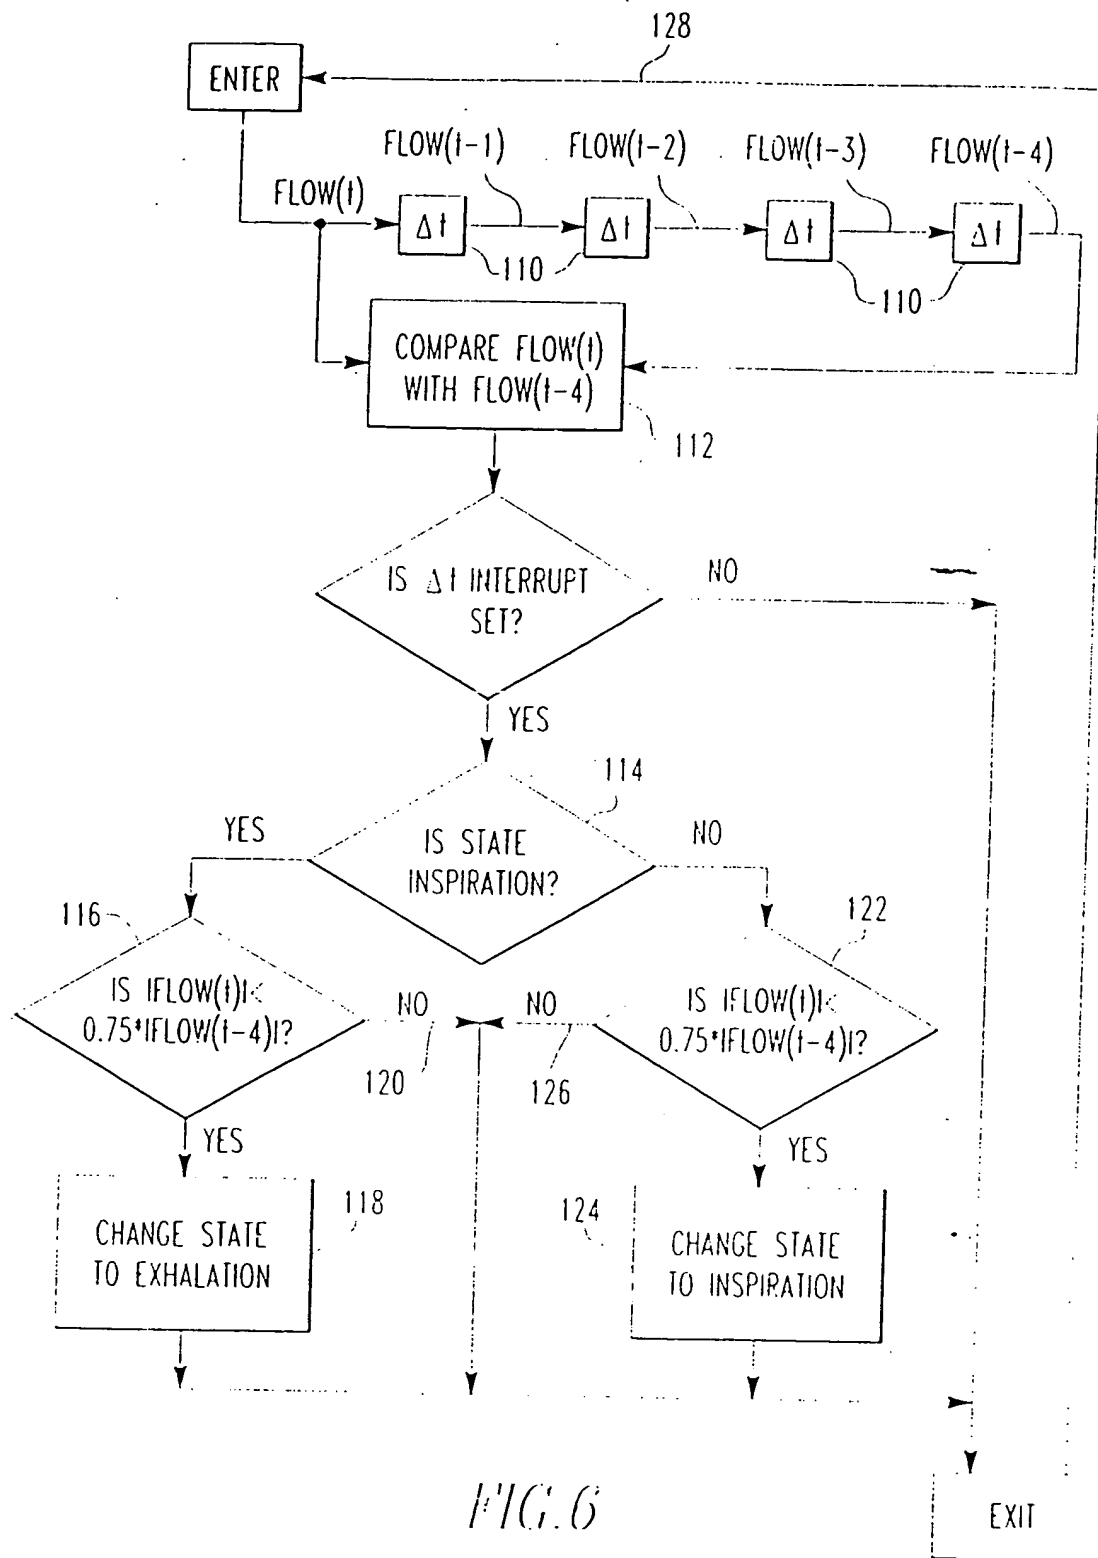 128
ENTER
FLOW(t-1) FLOW(t-2) FLOW(t-3) FLOW(t-4)
FLOW(t)
Δt Δt Δt Δt
110 110
COMPARE FLOW(t)
WITH FLOW(t-4)
112
IS Δt INTERRUPT
SET?
NO
YES
114
YES
NO
IS STATE
INSPIRATION?
116
122
IS |FLOW(t)|<
0.75*|FLOW(t-4)|?
NO
NO
IS |FLOW(t)|<
0.75*|FLOW(t-4)|?
120
126
YES
YES
118
124
CHANGE STATE
TO EXHALATION
CHANGE STATE
TO INSPIRATION
FIG.6
EXIT